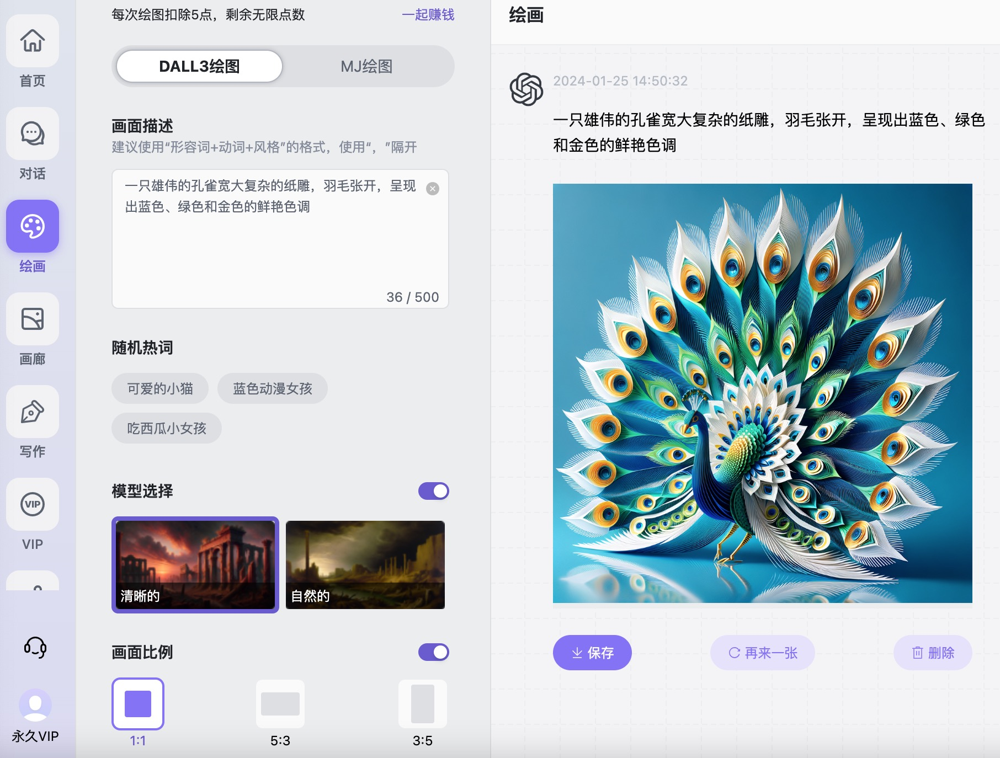 首页
对话
绘画
画廊
写作
VIP
VIP
永久VIP
每次绘图扣除5点，剩余无限点数
一起赚钱
DALL3绘图
MJ绘图
画面描述
建议使用“形容词+动词+风格”的格式，使用“，”隔开
一只雄伟的孔雀宽大复杂的纸雕，羽毛张开，呈现
出蓝色、绿色和金色的鲜艳色调
36 / 500
随机热词
可爱的小猫
蓝色动漫女孩
吃西瓜小女孩
模型选择
清晰的
自然的
画面比例
1:1
5:3
3:5
绘画
2024-01-25 14:50:32
一只雄伟的孔雀宽大复杂的纸雕，羽毛张开，呈现出蓝色、绿色
和金色的鲜艳色调
保存
再来一张
删除